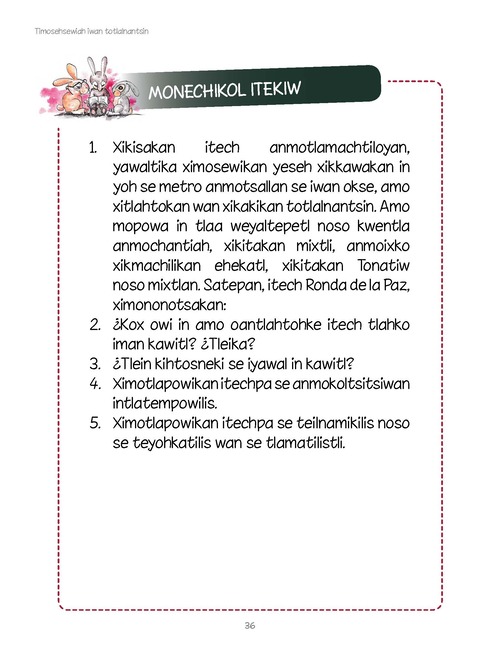 Timosehsewiah iwan totlalnantsin
MONECHIKOL ITEKIW
1. Xikisakan itech anmotlamachtiloyan,
yawaltika ximosewikan yeseh xikkawakan in
yoh se metro anmotsallan se iwan okse, amo
xitlahtokan wan xikakikan totlalnantsin. Amo
mopowa in tlaa weyaltepetl noso kwentla
anmochantiah, xikitakan mixtli, anmoixko
xikmachilikan ehekatl, xikitakan Tonatiw
noso mixtlan. Satepan, itech Ronda de la Paz,
ximononotsakan:
2. ¿Kox owi in amo oantlahtohke itech tlahko
iman kawitl? ¿Tleika?
3. ¿Tlein kihtosneki se iyawal in kawitl?
4. Ximotlapowikan itechpa se anmokoltsitsiwan
intlatempowilis.
5. Ximotlapowikan itechpa se teilnamikilis noso
se teyohkatilis wan se tlamatilistli.
36